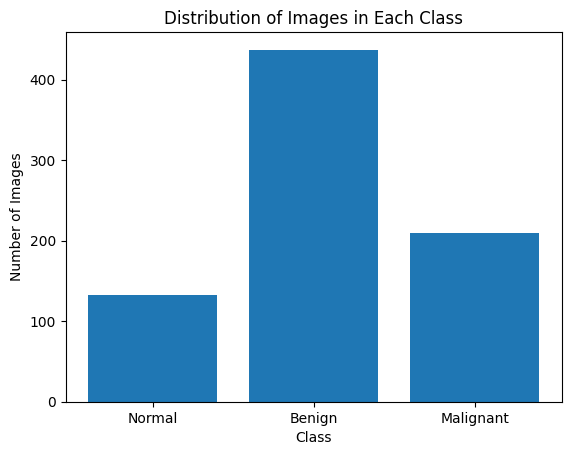 Distribution of Images in Each Class
Number of Images
400
300
200
100
0
Normal Benign Malignant
Class